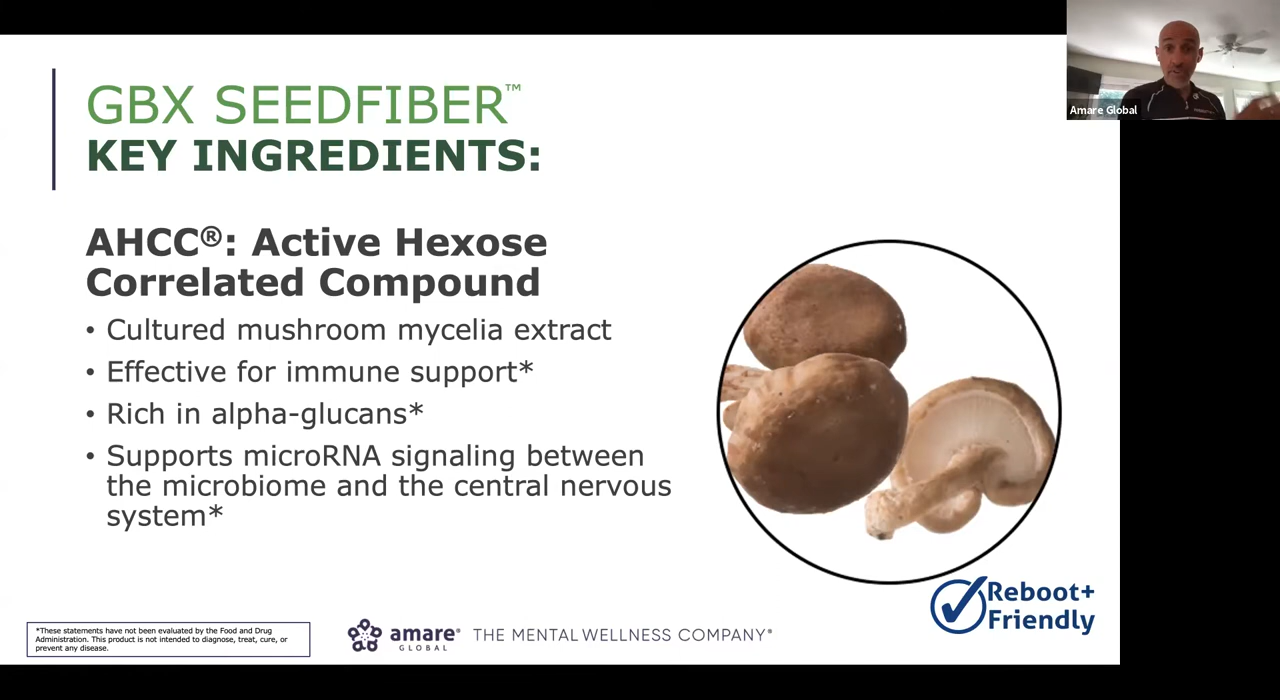 GBX SEEDFIBER™
KEY INGREDIENTS:
AHCC®: Active Hexose
Correlated Compound
• Cultured mushroom mycelia extract
• Effective for immune support*
• Rich in alpha-glucans*
• Supports microRNA signaling between
the microbiome and the central nervous
system*
Amare Global
Reboot+
Friendly
*These statements have not been evaluated by the Food and Drug
Administration. This product is not intended to diagnose, treat, cure, or
prevent any disease.
amare®
GLOBAL
THE MENTAL WELLNESS COMPANY®